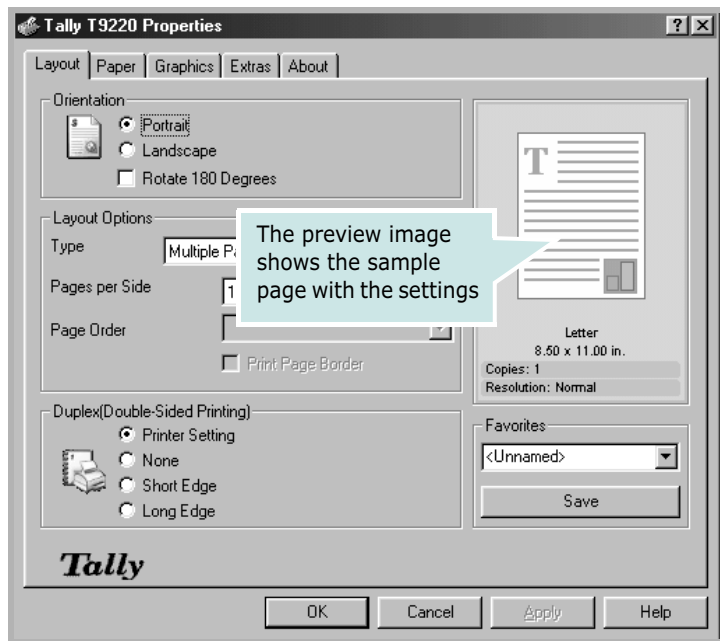 Tally T9220 Properties
Layout Paper Graphics Extras About
Orientation
Portrait
Landscape
Rotate 180 Degrees
Layout Options
Type
Multiple
Pages per Side
1
Page Order
Print Page Border
The preview image
shows the sample
page with the settings
Duplex(Double-Sided Printing)
Printer Setting
None
Short Edge
Long Edge
T
Letter
8.50 x 11.00 in.
Copies: 1
Resolution: Normal
Favorites
<Unnamed>
Save
Tally
OK Cancel Apply Help